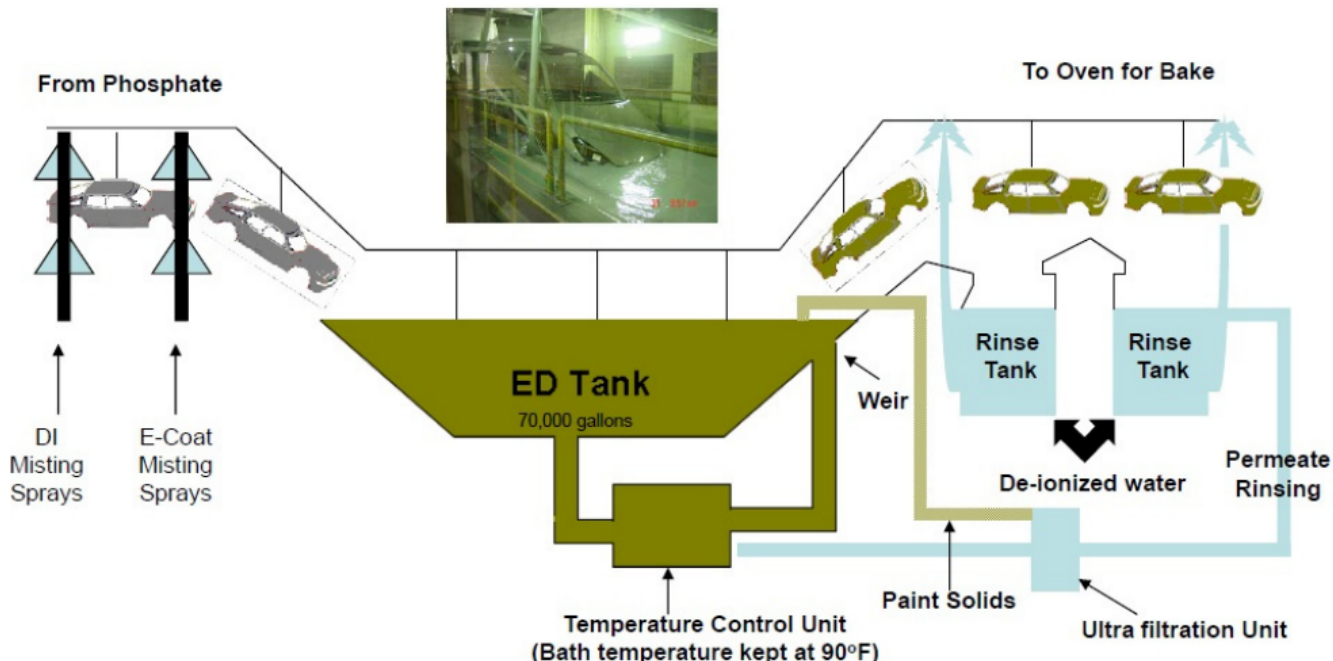 From Phosphate
To Oven for Bake
DI
Misting
Sprays
E-Coat
Misting
Sprays
ED Tank
70,000 gallons
Weir
Rinse
Tank
Rinse
Tank
De-ionized water
Permeate
Rinsing
Paint Solids
Ultra filtration Unit
Temperature Control Unit
(Bath temperature kept at 90°F)